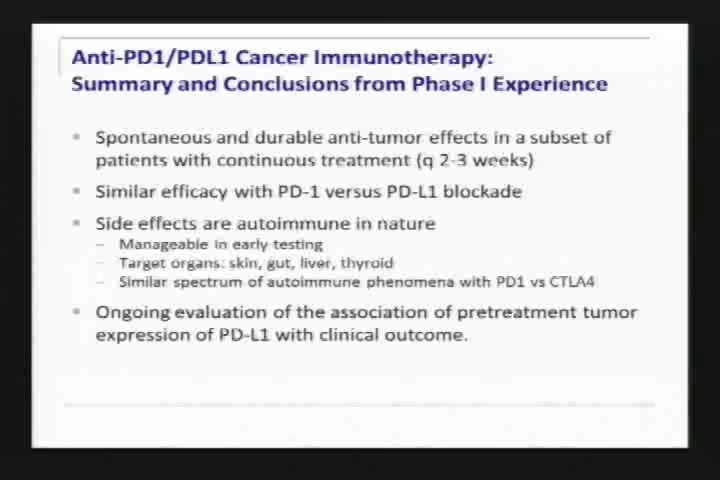 Anti-PD1/PDL1 Cancer Immunotherapy:
Summary and Conclusions from Phase I Experience
Spontaneous and durable anti-tumor effects in a subset of
patients with continuous treatment (q 2-3 weeks)
Similar efficacy with PD-1 versus PD-L1 blockade
Side effects are autoimmune in nature
– Manageable in early testing
– Target organs: skin, gut, liver, thyroid
– Similar spectrum of autoimmune phenomena with PD1 vs CTLA4
Ongoing evaluation of the association of pretreatment tumor
expression of PD-L1 with clinical outcome.